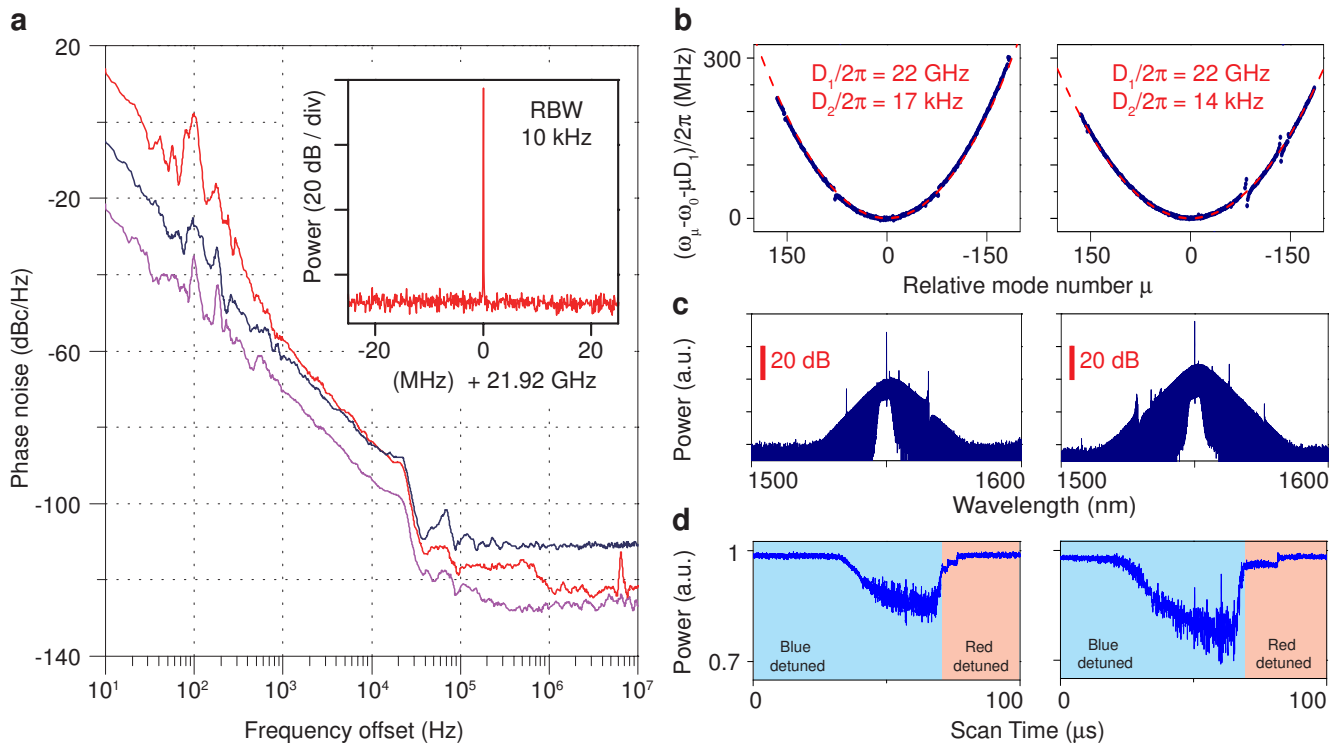 a
20
-20
-60
-100
-140
Phase noise (dBc/Hz)
10¹ 10² 10³ 10⁴ 10⁵ 10⁶ 10⁷
Frequency offset (Hz)
Power (20 dB / div)
RBW
10 kHz
-20 0 20
(MHz) + 21.92 GHz
b
300
0
(ω_μ-ω₀-μD₁)/2π (MHz)
D₁/2π = 22 GHz
D₂/2π = 17 kHz
150 0 -150
D₁/2π = 22 GHz
D₂/2π = 14 kHz
150 0 -150
Relative mode number μ
c
Power (a.u.)
20 dB
1500 1600
20 dB
1500 1600
Wavelength (nm)
d
Power (a.u.)
1
0.7
Blue
detuned
Red
detuned
0 100
Blue
detuned
Red
detuned
0 100
Scan Time (μs)